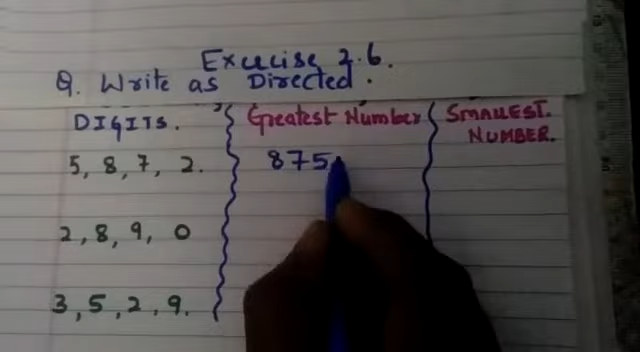 Exercise 2.6.
Q. Write as Directed.
DIGITS. Greatest Number SMALLEST. NUMBER.
5, 8, 7, 2. 875
2, 8, 9, 0
3, 5, 2, 9.